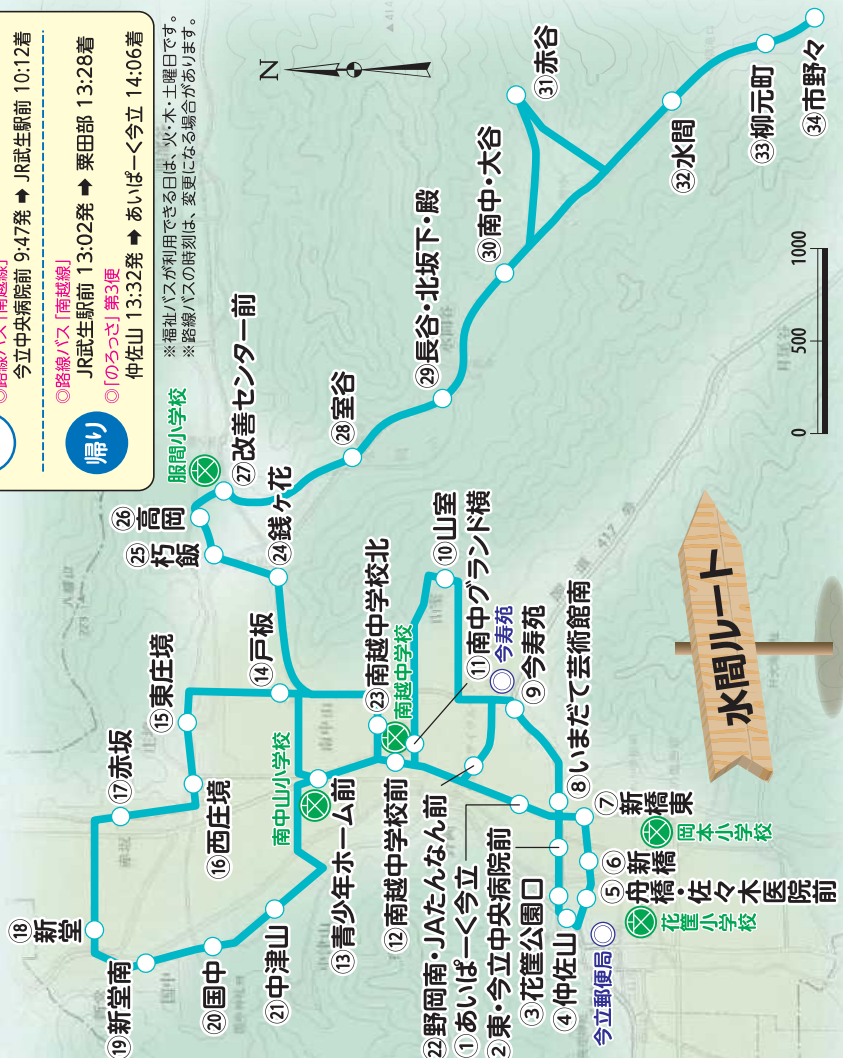 ◎路線バス「南越線」
今立中央病院前 9:47発 ➡ JR武生駅前 10:12着
帰り
◎路線バス「南越線」
JR武生駅前 13:02発 ➡ 粟田部 13:28着
◎「のろっさ」第3便
仲佐山 13:32発 ➡ あいぱーく今立 14:06着
※福祉バスが利用できる日は、火・木・土曜日です。
※路線バスの時刻は、変更になる場合があります。
N
㉛赤谷
㉞市野々
㉝柳元町
㉜水間
㉚南中・大谷
㉙長谷・北坂下・殿
㉘室谷
㉗改善センター前
服間小学校
㉖高岡
㉕朽飯
㉔銭ヶ花
⑭戸板
⑮東庄境
⑰赤坂
⑯西庄境
⑱新堂
⑲新堂南
⑳国中
㉑中津山
南中山小学校
⑬青少年ホーム前
㉓南越中学校北
南越中学校
⑫南越中学校前
⑩山室
⑪南中グランド横
今寿苑
⑨今寿苑
㉒野岡南・JAたんなん前
①あいぱーく今立
②東・今立中央病院前
③花筐公園口
④仲佐山
⑧いまだて芸術館南
⑦新橋東
岡本小学校
⑥新橋
⑤舟橋・佐々木医院前
花筐小学校
今立郵便局
0 500 1000
水間ルート
国道417号